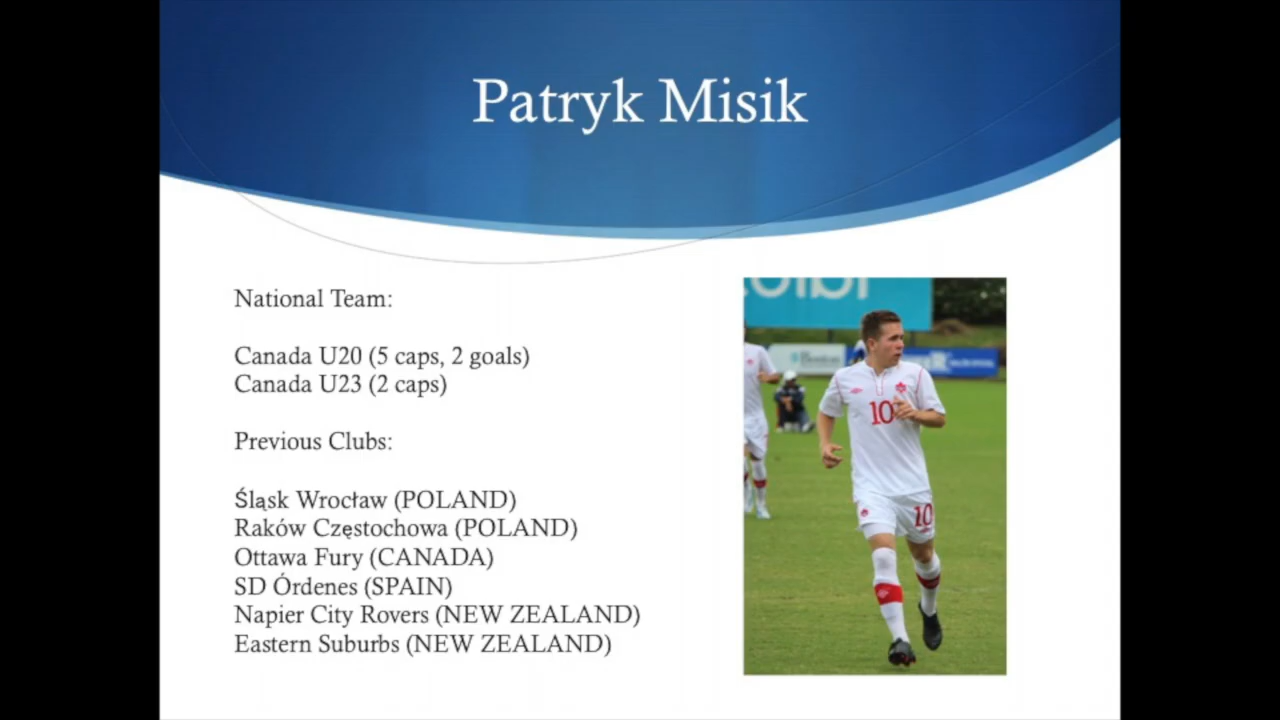 Patryk Misik
National Team:
Canada U20 (5 caps, 2 goals)
Canada U23 (2 caps)
Previous Clubs:
Śląsk Wrocław (POLAND)
Raków Częstochowa (POLAND)
Ottawa Fury (CANADA)
SD Órdenes (SPAIN)
Napier City Rovers (NEW ZEALAND)
Eastern Suburbs (NEW ZEALAND)
10
10